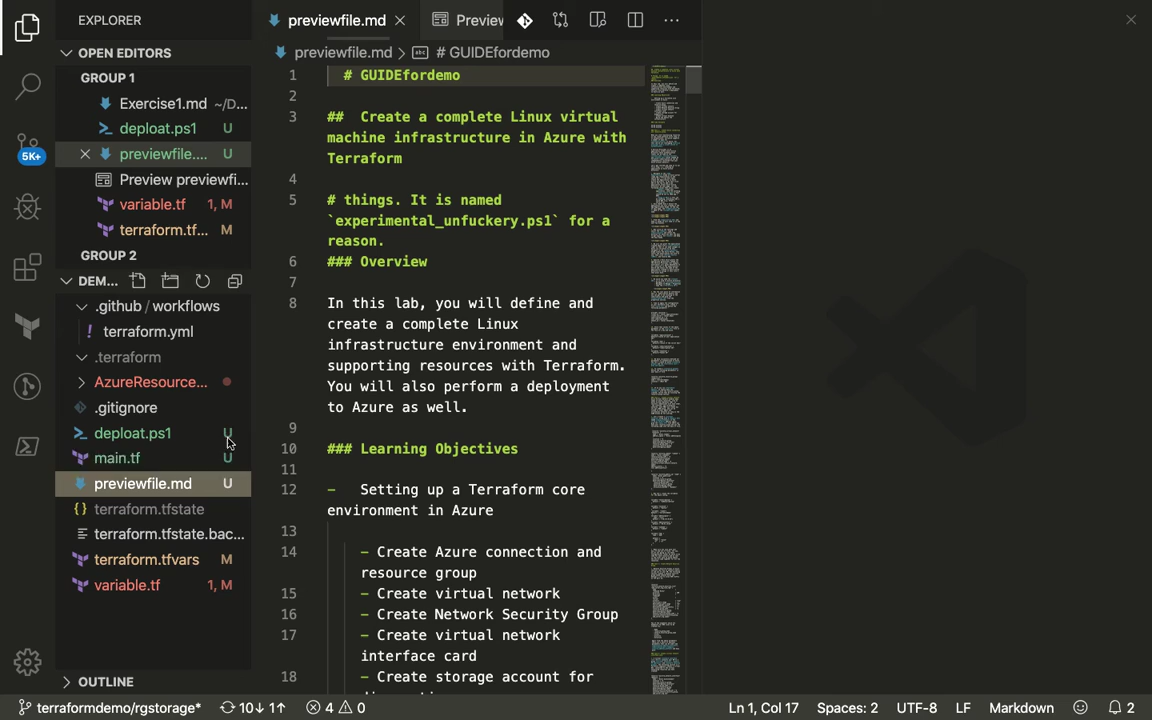 EXPLORER
OPEN EDITORS
GROUP 1
Exercise1.md ~/D...
deploat.ps1 U
previewfile.... U
Preview previewfi...
variable.tf 1, M
terraform.tf... M
GROUP 2
DEM...
.github / workflows
! terraform.yml
.terraform
AzureResource...
.gitignore
deploat.ps1 U
main.tf U
previewfile.md U
{} terraform.tfstate
terraform.tfstate.bac...
terraform.tfvars M
variable.tf 1, M
OUTLINE
5K+
previewfile.md
Preview
previewfile.md > # GUIDEfordemo
1 # GUIDEfordemo
2
3 ## Create a complete Linux virtual
machine infrastructure in Azure with
Terraform
4
5 # things. It is named
`experimental_unfuckery.ps1` for a
reason.
6 ### Overview
7
8 In this lab, you will define and
create a complete Linux
infrastructure environment and
supporting resources with Terraform.
You will also perform a deployment
to Azure as well.
9
10 ### Learning Objectives
11
12 - Setting up a Terraform core
environment in Azure
13
14 - Create Azure connection and
resource group
15 - Create virtual network
16 - Create Network Security Group
17 - Create virtual network
interface card
18 - Create storage account for
terraformdemo/rgstorage* 10↓ 1↑ 4 0 Ln 1, Col 17 Spaces: 2 UTF-8 LF Markdown 2